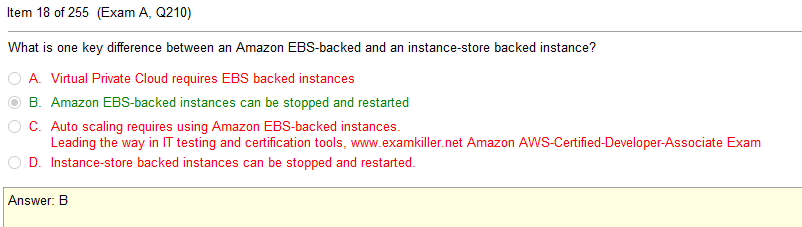 Item 18 of 255 (Exam A, Q210)
What is one key difference between an Amazon EBS-backed and an instance-store backed instance?
A. Virtual Private Cloud requires EBS backed instances
B. Amazon EBS-backed instances can be stopped and restarted
C. Auto scaling requires using Amazon EBS-backed instances.
Leading the way in IT testing and certification tools, www.examkiller.net Amazon AWS-Certified-Developer-Associate Exam
D. Instance-store backed instances can be stopped and restarted.
Answer: B